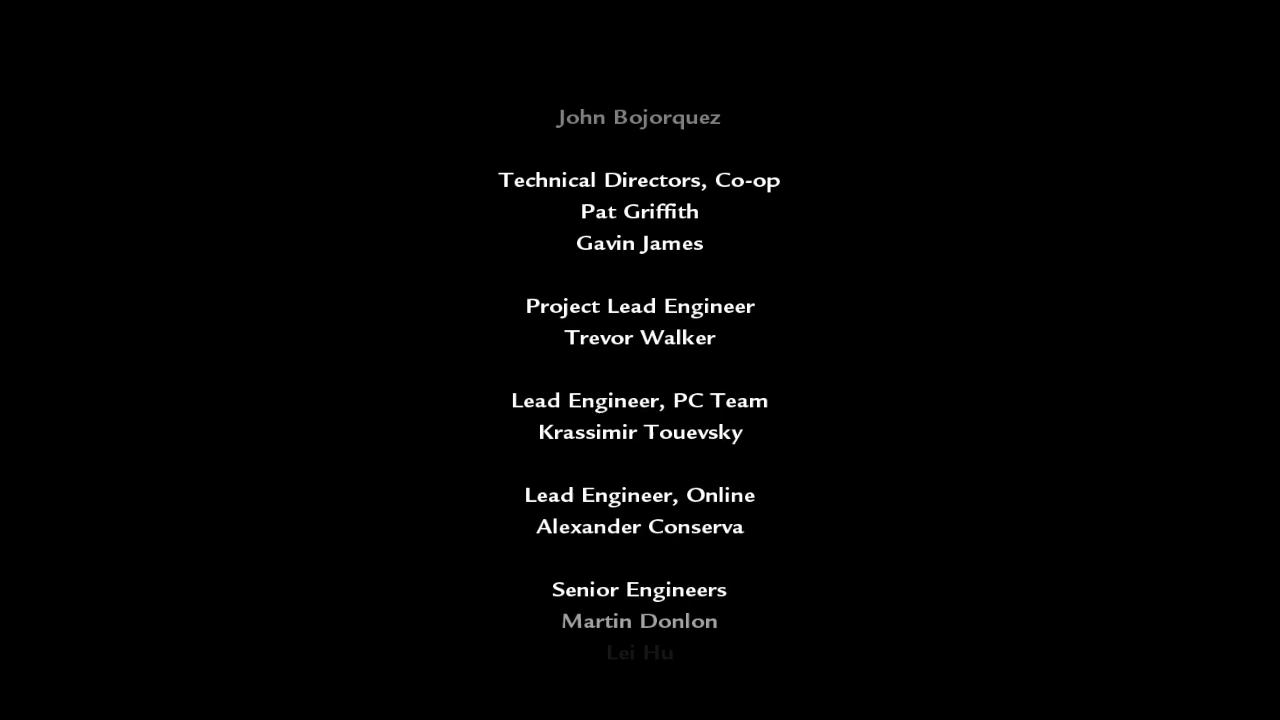 John Bojorquez
Technical Directors, Co-op
Pat Griffith
Gavin James
Project Lead Engineer
Trevor Walker
Lead Engineer, PC Team
Krassimir Touevsky
Lead Engineer, Online
Alexander Conserva
Senior Engineers
Martin Donlon
Lei Hu